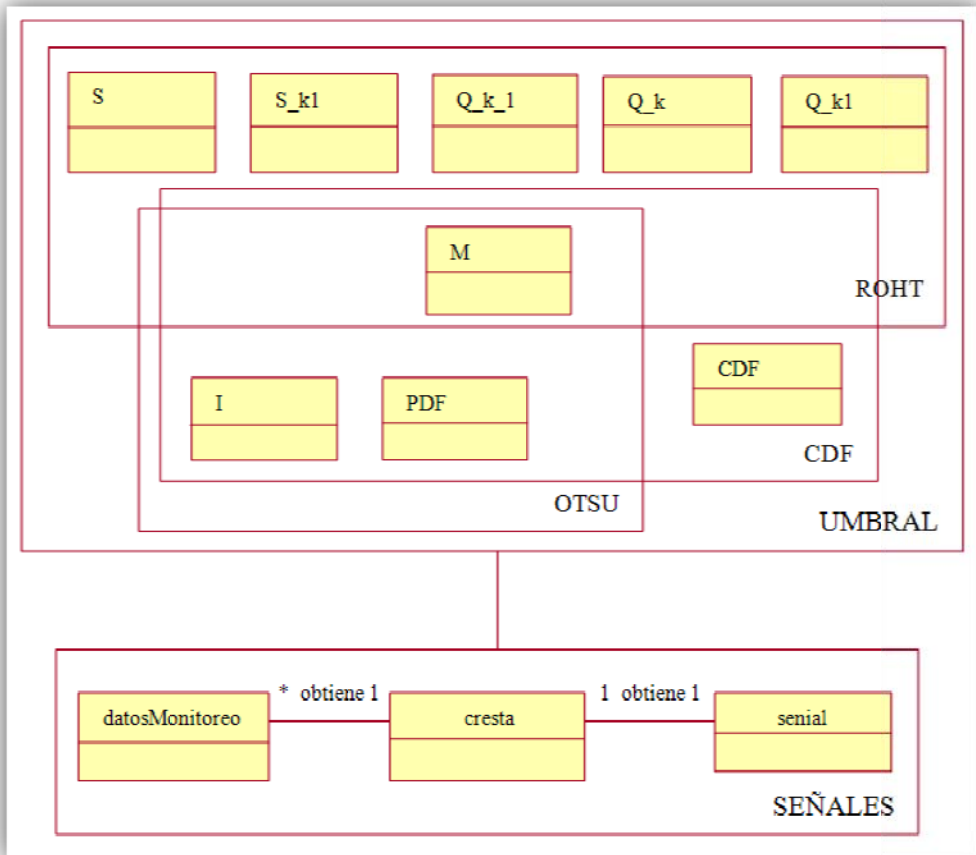 S
S_k1
Q_k_1
Q_k
Q_k1
M
ROHT
I
PDF
CDF
CDF
OTSU
UMBRAL
datosMonitoreo
* obtiene 1
cresta
1 obtiene 1
senial
SEÑALES